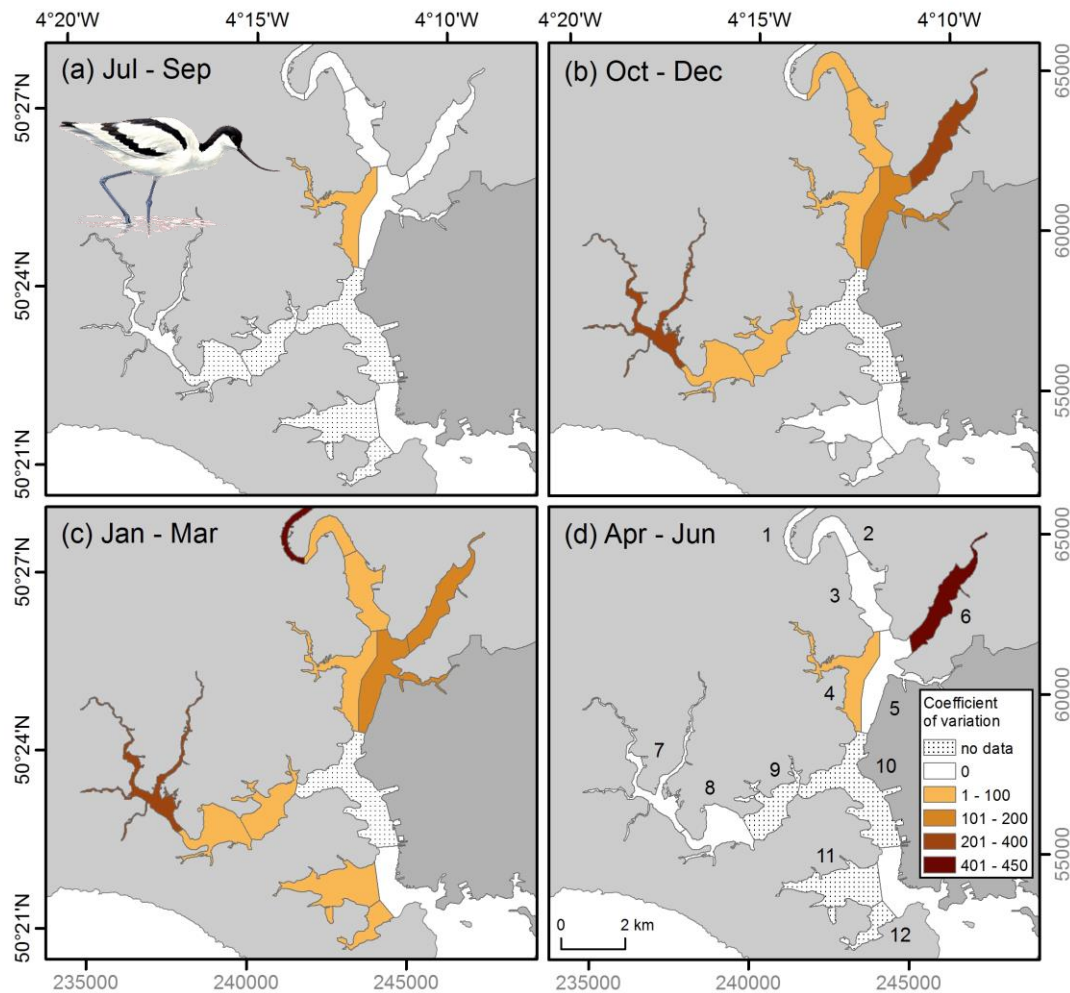 4°20'W 4°15'W 4°10'W 4°20'W 4°15'W 4°10'W
(a) Jul - Sep
(b) Oct - Dec
50°27'N
50°24'N
50°21'N
65000
60000
55000
(c) Jan - Mar
(d) Apr - Jun
50°27'N
50°24'N
50°21'N
1
2
3
4
5
6
7
8
9
10
11
12
Coefficient
of variation
no data
0
1 - 100
101 - 200
201 - 400
401 - 450
0 2 km
65000
60000
55000
235000 240000 245000 235000 240000 245000